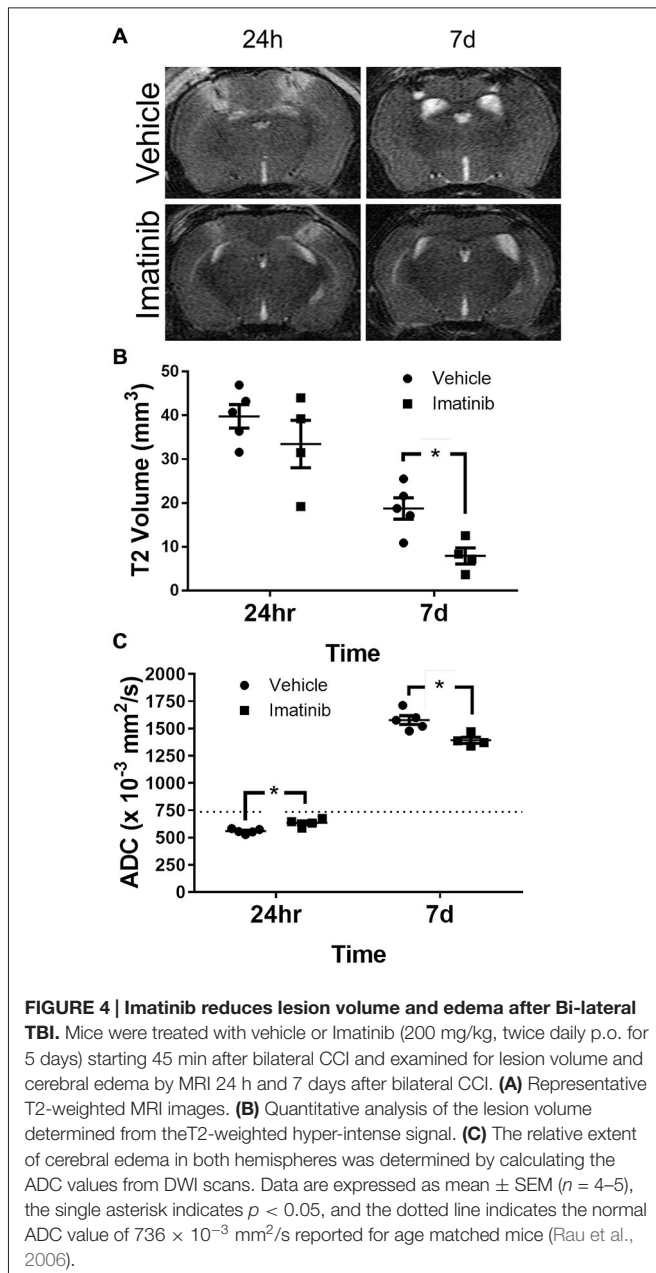 A
24h 7d
Vehicle
Imatinib
B
T2 Volume (mm³)
50
40
30
20
10
0
Vehicle
Imatinib
*
24hr 7d
Time
C
ADC (x 10⁻³ mm²/s)
2000
1750
1500
1250
1000
750
500
250
0
Vehicle
Imatinib
*
*
24hr 7d
Time
FIGURE 4 | Imatinib reduces lesion volume and edema after Bi-lateral
TBI. Mice were treated with vehicle or Imatinib (200 mg/kg, twice daily p.o. for
5 days) starting 45 min after bilateral CCI and examined for lesion volume and
cerebral edema by MRI 24 h and 7 days after bilateral CCI. (A) Representative
T2-weighted MRI images. (B) Quantitative analysis of the lesion volume
determined from theT2-weighted hyper-intense signal. (C) The relative extent
of cerebral edema in both hemispheres was determined by calculating the
ADC values from DWI scans. Data are expressed as mean ± SEM (n = 4–5),
the single asterisk indicates p < 0.05, and the dotted line indicates the normal
ADC value of 736 × 10⁻³ mm²/s reported for age matched mice (Rau et al.,
2006).